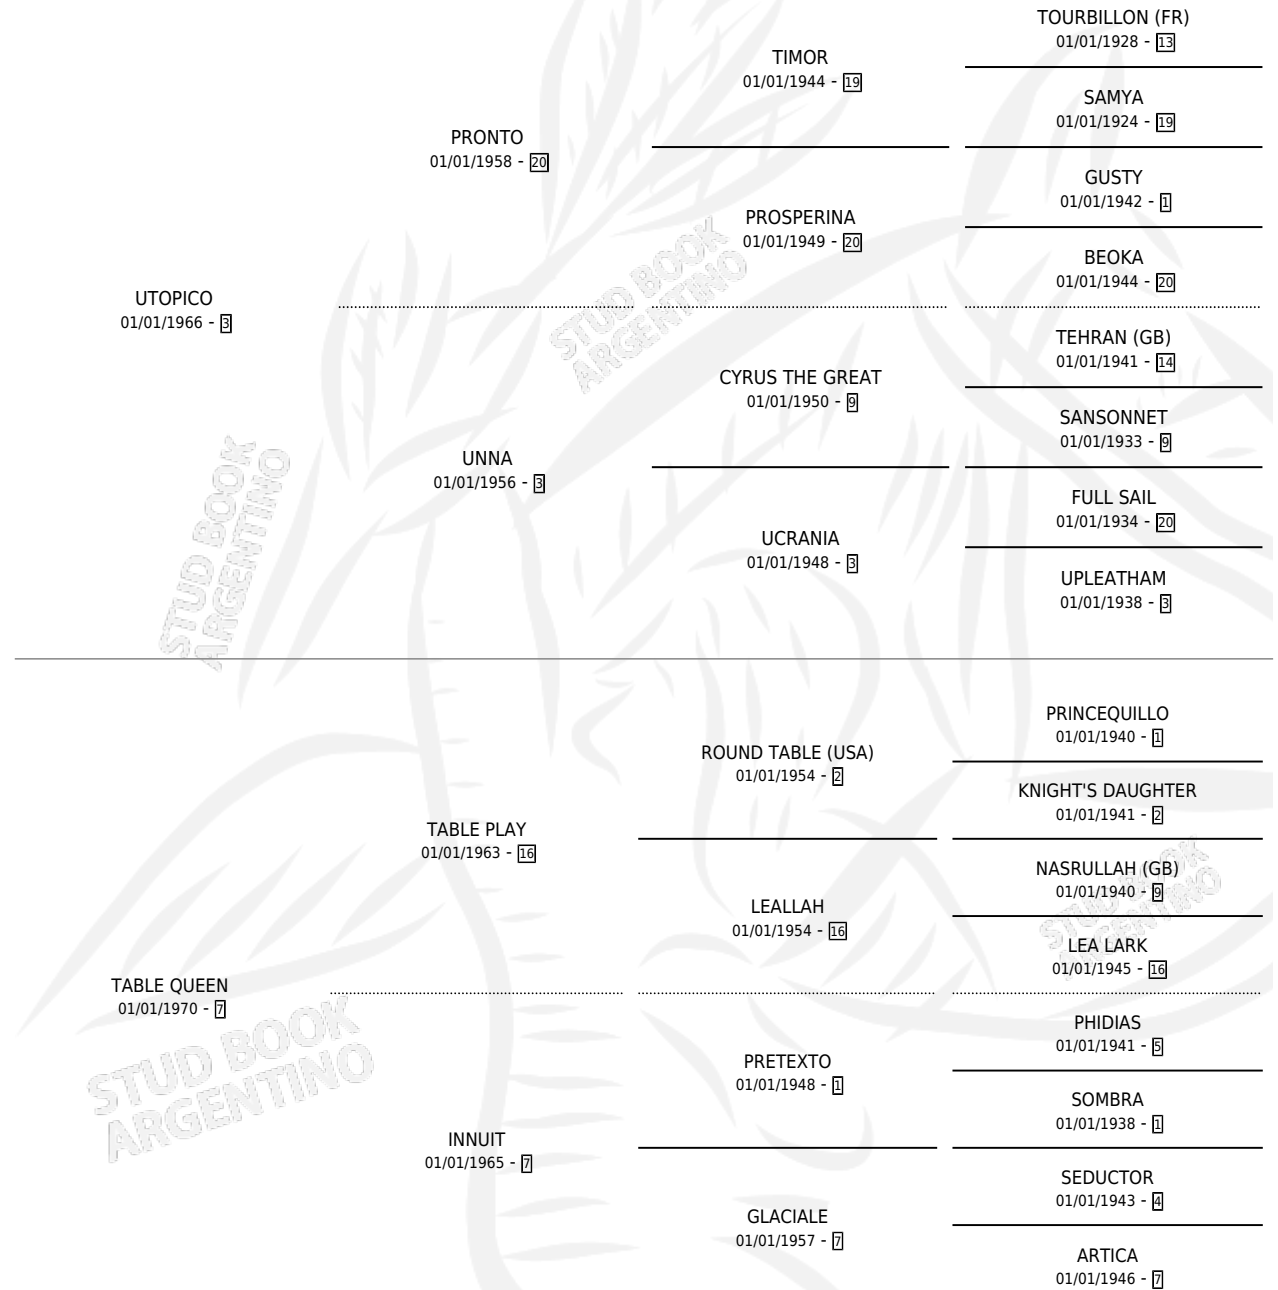 TOURBILLON (FR)
01/01/1928 - 13
TIMOR
01/01/1944 - 19
SAMYA
01/01/1924 - 19
PRONTO
01/01/1958 - 20
GUSTY
01/01/1942 - 1
PROSPERINA
01/01/1949 - 20
BEOKA
01/01/1944 - 20
UTOPICO
01/01/1966 - 3
TEHRAN (GB)
01/01/1941 - 14
CYRUS THE GREAT
01/01/1950 - 9
SANSONNET
01/01/1933 - 9
UNNA
01/01/1956 - 3
FULL SAIL
01/01/1934 - 20
UCRANIA
01/01/1948 - 3
UPLEATHAM
01/01/1938 - 3
PRINCEQUILLO
01/01/1940 - 1
ROUND TABLE (USA)
01/01/1954 - 2
KNIGHT'S DAUGHTER
01/01/1941 - 2
TABLE PLAY
01/01/1963 - 16
NASRULLAH (GB)
01/01/1940 - 9
LEALLAH
01/01/1954 - 16
LEA LARK
01/01/1945 - 16
TABLE QUEEN
01/01/1970 - 7
PHIDIAS
01/01/1941 - 5
PRETEXTO
01/01/1948 - 1
SOMBRA
01/01/1938 - 1
INNUIT
01/01/1965 - 7
SEDUCTOR
01/01/1943 - 4
GLACIALE
01/01/1957 - 7
ARTICA
01/01/1946 - 7
STUD BOOK
ARGENTINO
STUD BOOK
ARGENTINO
STUD BOOK
ARGENTINO
STUD BOOK
ARGENTINO